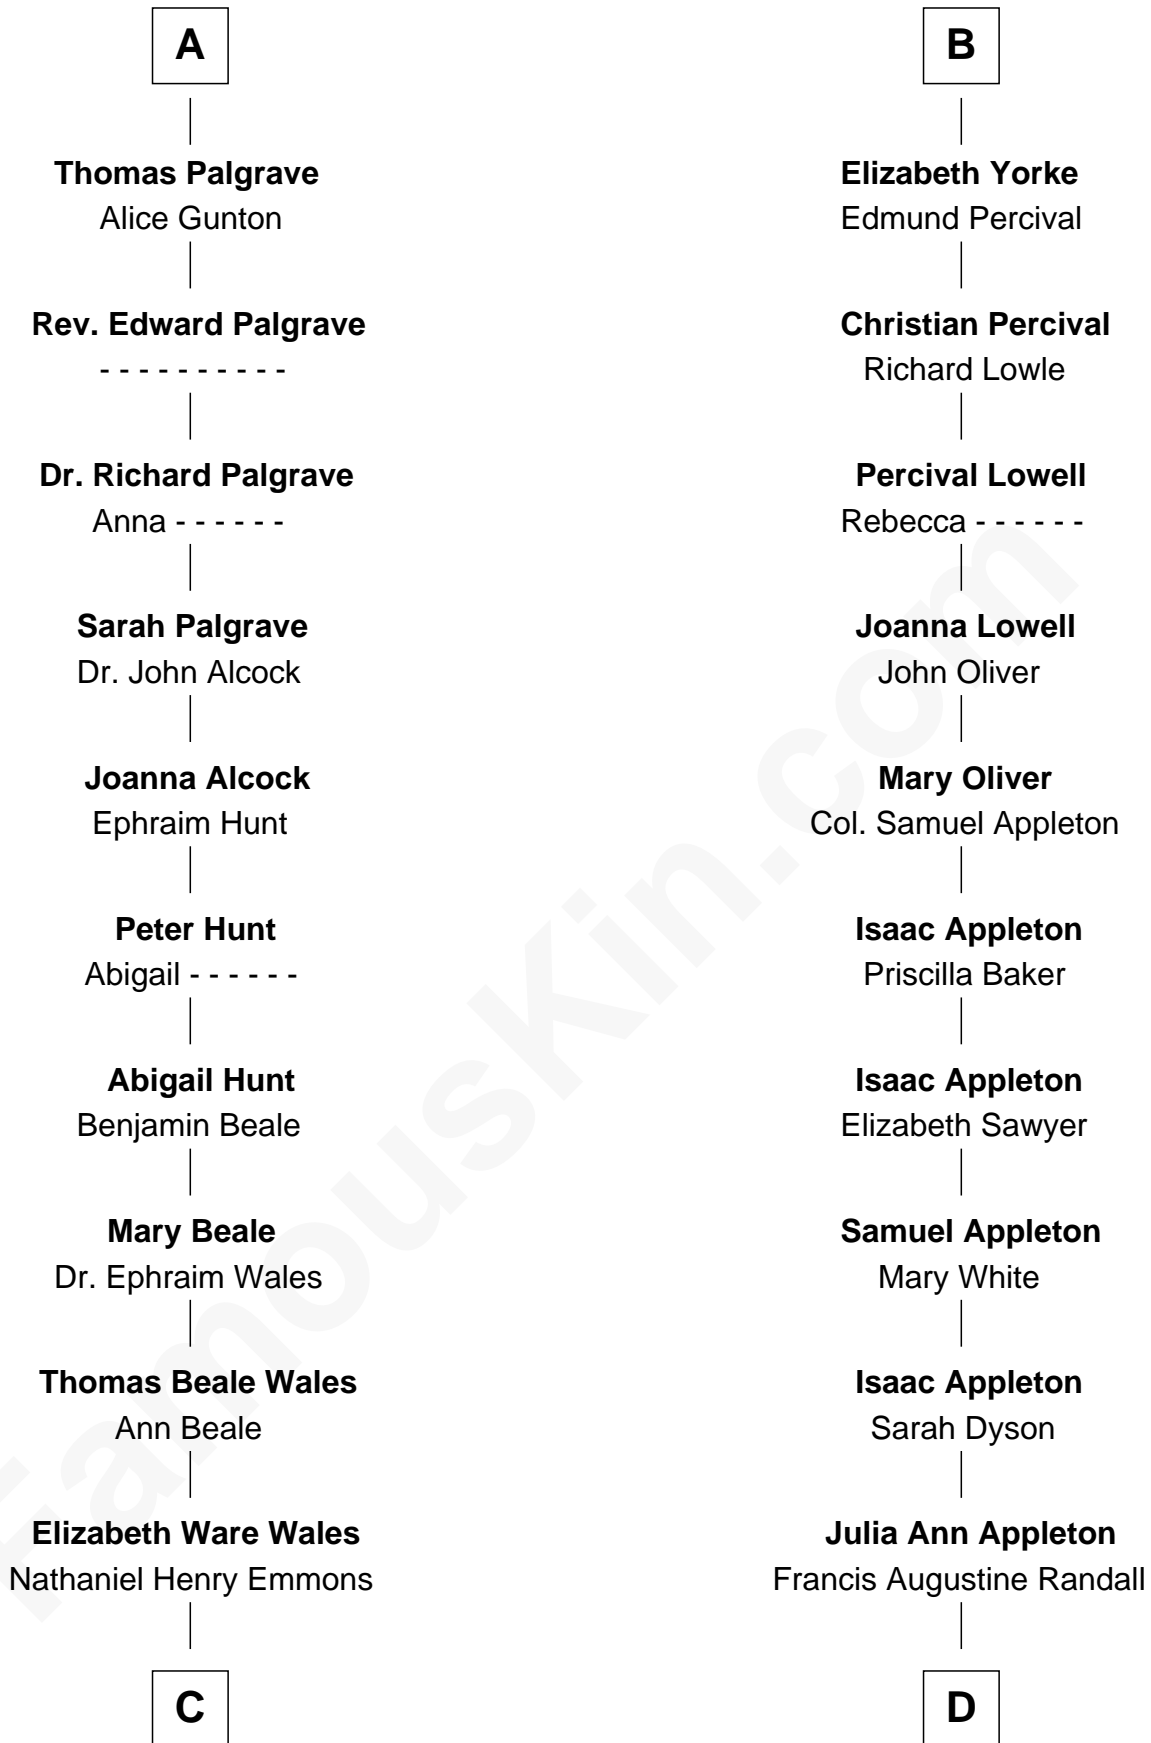 A
Thomas Palgrave
Alice Gunton
Rev. Edward Palgrave
- - - - - - - - - -
Dr. Richard Palgrave
Anna - - - - - -
Sarah Palgrave
Dr. John Alcock
Joanna Alcock
Ephraim Hunt
Peter Hunt
Abigail - - - - - -
Abigail Hunt
Benjamin Beale
Mary Beale
Dr. Ephraim Wales
Thomas Beale Wales
Ann Beale
Elizabeth Ware Wales
Nathaniel Henry Emmons
C
B
Elizabeth Yorke
Edmund Percival
Christian Percival
Richard Lowle
Percival Lowell
Rebecca - - - - - -
Joanna Lowell
John Oliver
Mary Oliver
Col. Samuel Appleton
Isaac Appleton
Priscilla Baker
Isaac Appleton
Elizabeth Sawyer
Samuel Appleton
Mary White
Isaac Appleton
Sarah Dyson
Julia Ann Appleton
Francis Augustine Randall
D
FamousKin.com